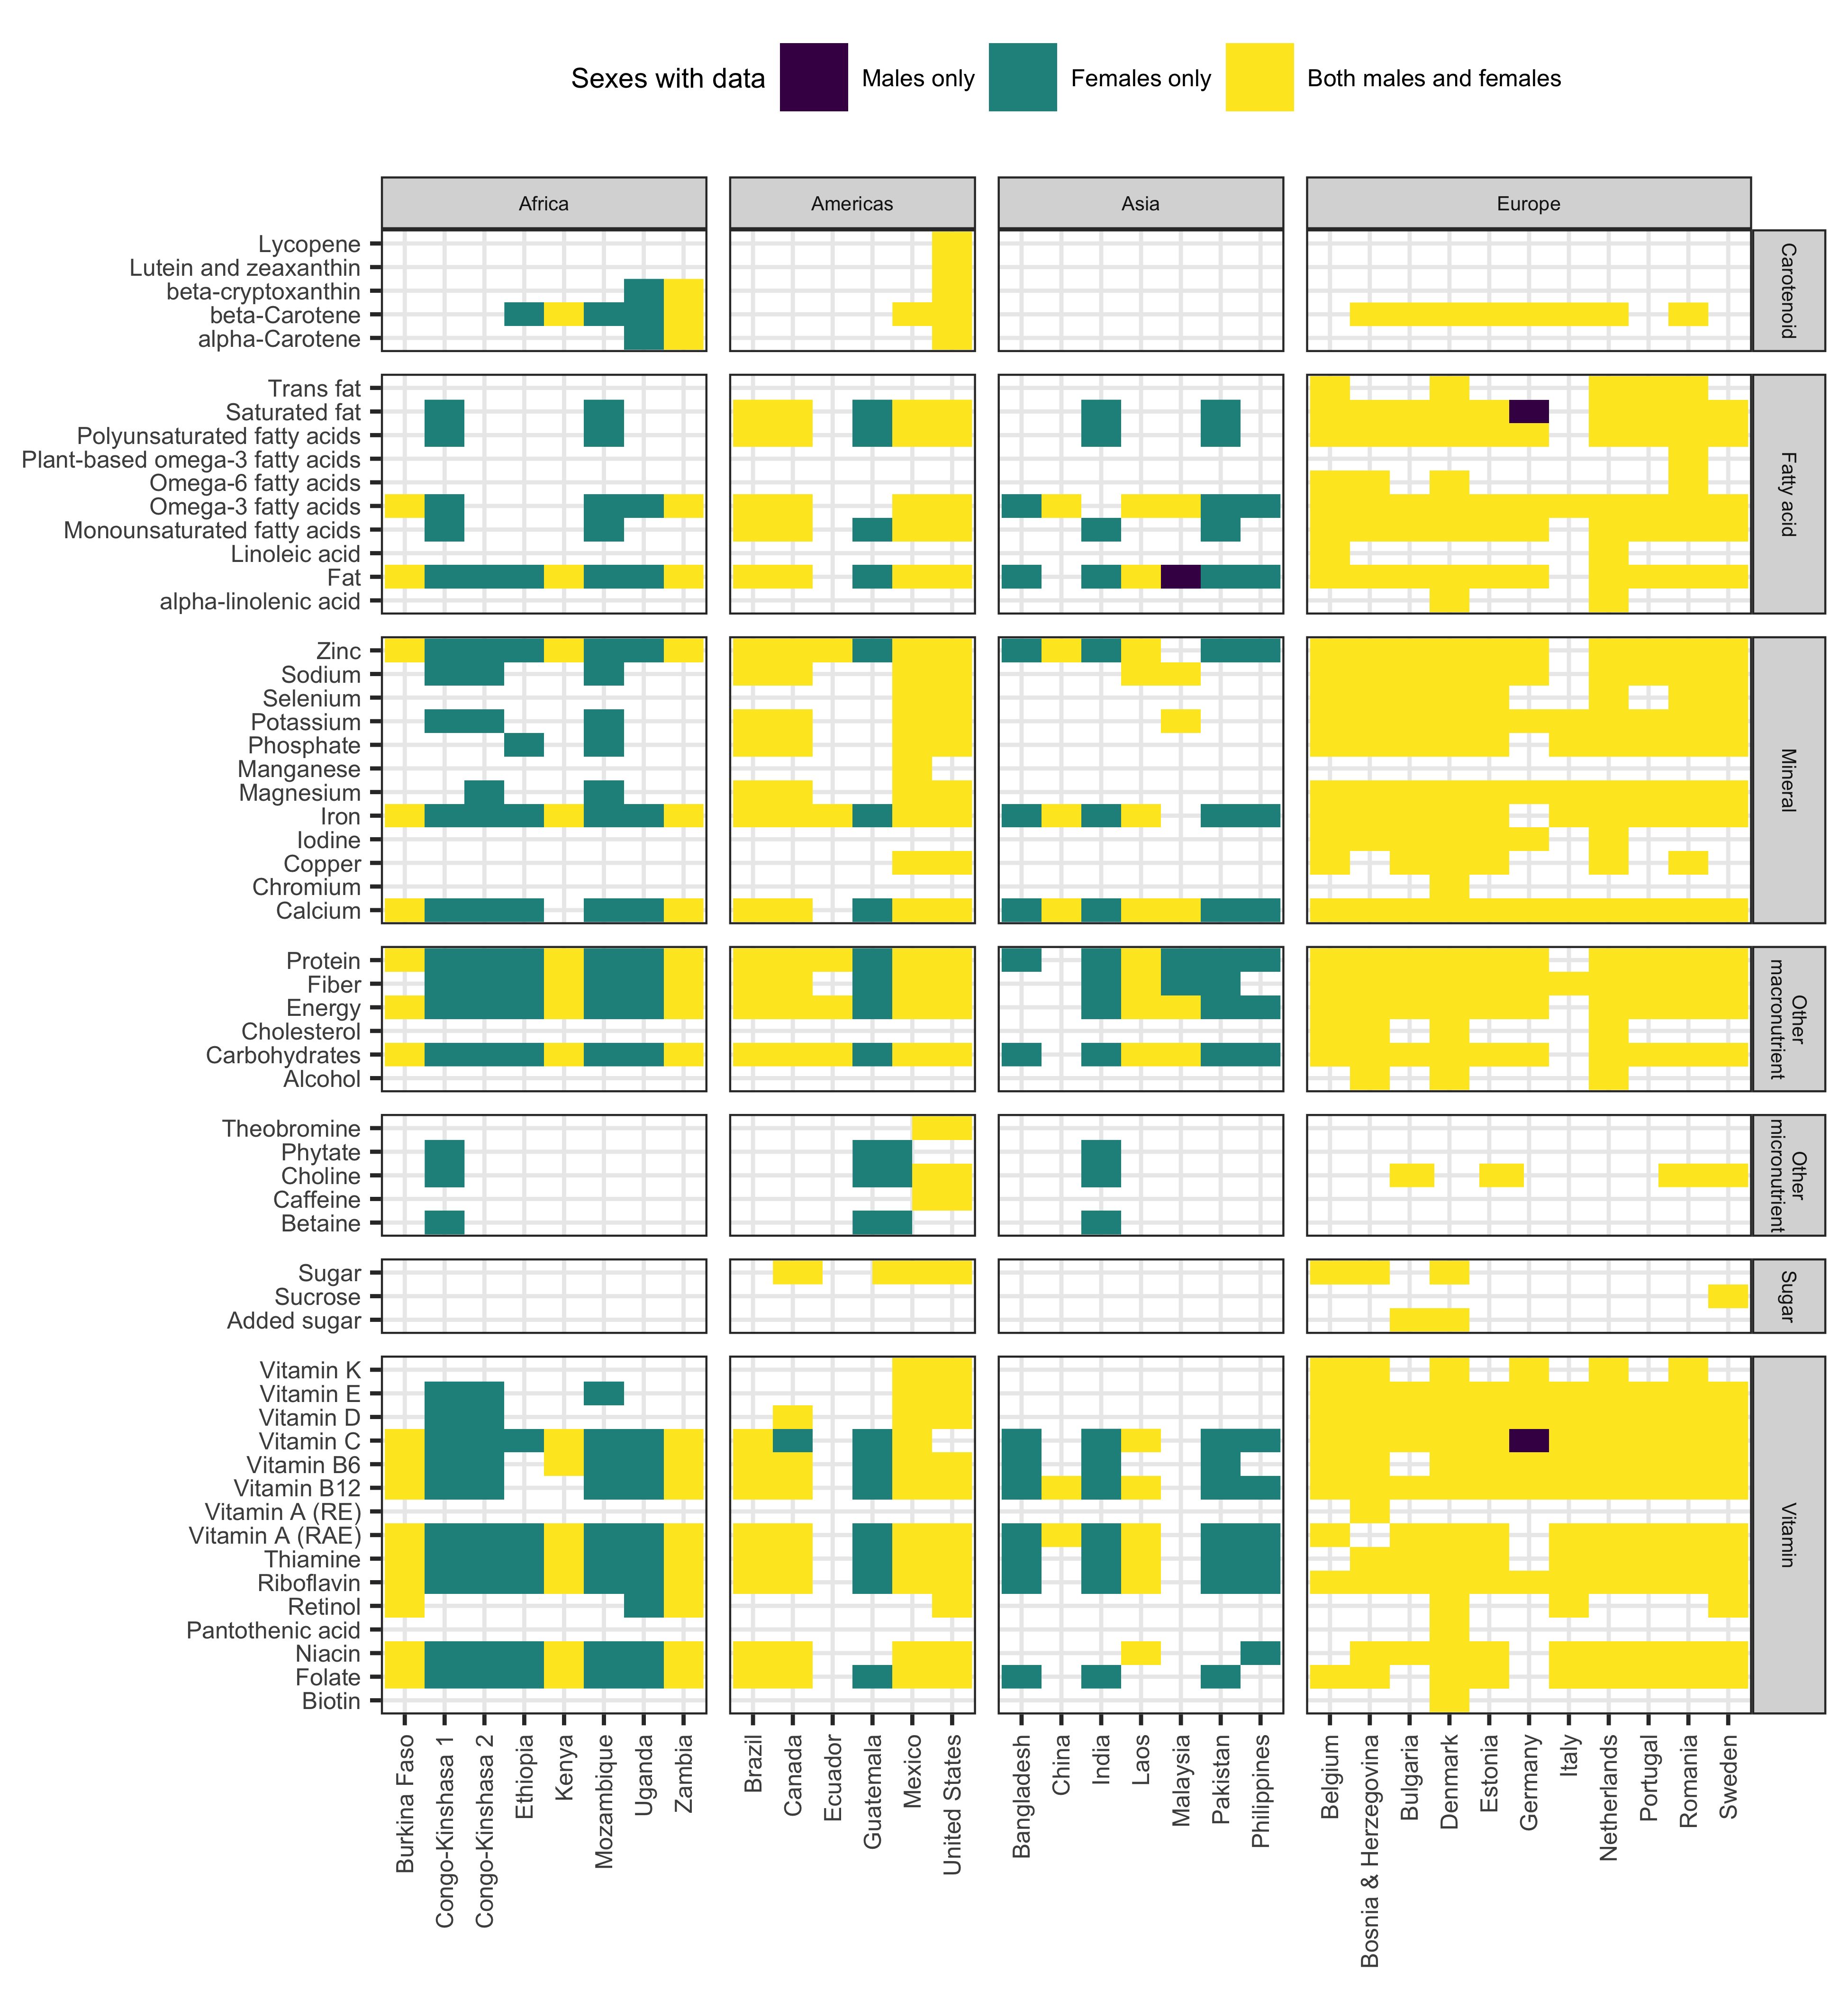 Sexes with data Males only Females only Both males and females
Africa Americas Asia Europe
Lycopene
Lutein and zeaxanthin
beta-cryptoxanthin
beta-Carotene
alpha-Carotene
Carotenoid
Trans fat
Saturated fat
Polyunsaturated fatty acids
Plant-based omega-3 fatty acids
Omega-6 fatty acids
Omega-3 fatty acids
Monounsaturated fatty acids
Linoleic acid
Fat
alpha-linolenic acid
Fatty acid
Zinc
Sodium
Selenium
Potassium
Phosphate
Manganese
Magnesium
Iron
Iodine
Copper
Chromium
Calcium
Mineral
Protein
Fiber
Energy
Cholesterol
Carbohydrates
Alcohol
Other
macronutrient
Theobromine
Phytate
Choline
Caffeine
Betaine
Other
micronutrient
Sugar
Sucrose
Added sugar
Sugar
Vitamin K
Vitamin E
Vitamin D
Vitamin C
Vitamin B6
Vitamin B12
Vitamin A (RE)
Vitamin A (RAE)
Thiamine
Riboflavin
Retinol
Pantothenic acid
Niacin
Folate
Biotin
Vitamin
Burkina Faso
Congo-Kinshasa 1
Congo-Kinshasa 2
Ethiopia
Kenya
Mozambique
Uganda
Zambia
Brazil
Canada
Ecuador
Guatemala
Mexico
United States
Bangladesh
China
India
Laos
Malaysia
Pakistan
Philippines
Belgium
Bosnia & Herzegovina
Bulgaria
Denmark
Estonia
Germany
Italy
Netherlands
Portugal
Romania
Sweden